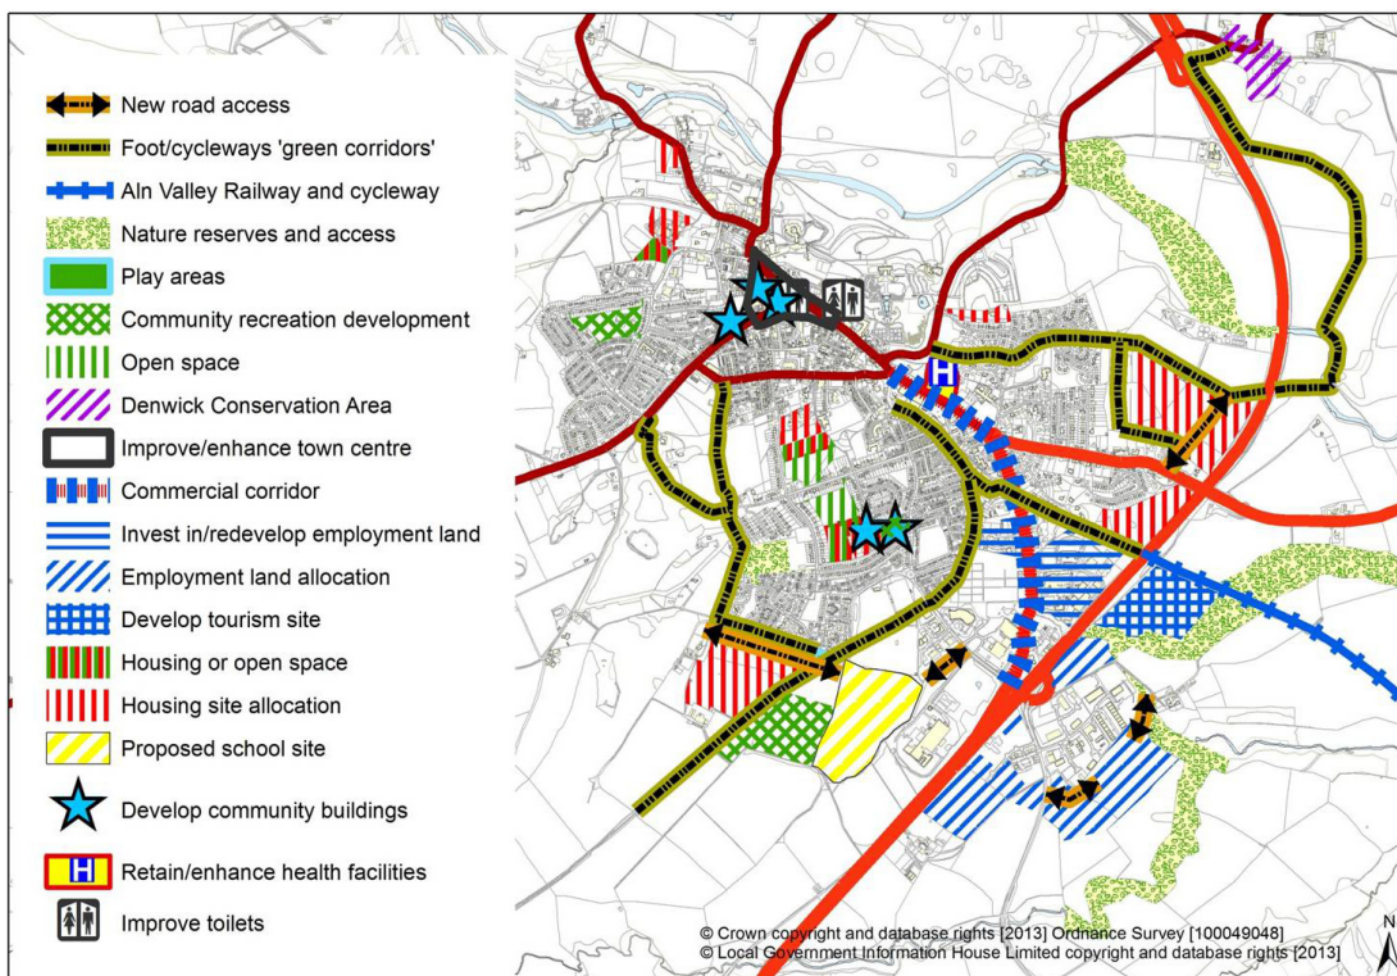 New road access
Foot/cycleways 'green corridors'
Aln Valley Railway and cycleway
Nature reserves and access
Play areas
Community recreation development
Open space
Denwick Conservation Area
Improve/enhance town centre
Commercial corridor
Invest in/redevelop employment land
Employment land allocation
Develop tourism site
Housing or open space
Housing site allocation
Proposed school site
Develop community buildings
H Retain/enhance health facilities
Improve toilets
H
N
© Crown copyright and database rights [2013] Ordnance Survey [100049048]
© Local Government Information House Limited copyright and database rights [2013]